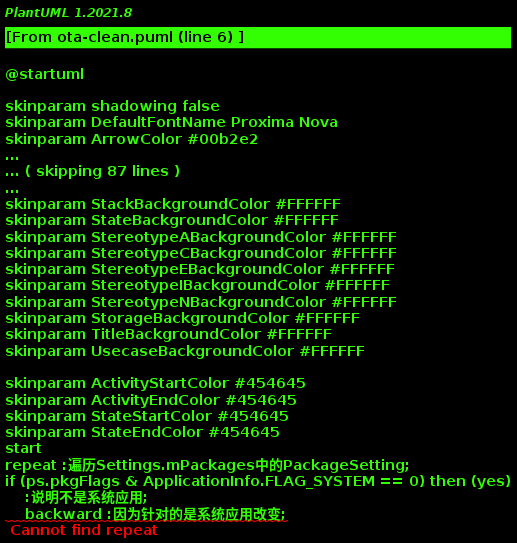 PlantUML 1.2021.8
[From ota-clean.puml (line 6) ]
@startuml
skinparam shadowing false
skinparam DefaultFontName Proxima Nova
skinparam ArrowColor #00b2e2
...
... ( skipping 87 lines )
...
skinparam StackBackgroundColor #FFFFFF
skinparam StateBackgroundColor #FFFFFF
skinparam StereotypeABackgroundColor #FFFFFF
skinparam StereotypeCBackgroundColor #FFFFFF
skinparam StereotypeEBackgroundColor #FFFFFF
skinparam StereotypeIBackgroundColor #FFFFFF
skinparam StereotypeNBackgroundColor #FFFFFF
skinparam StorageBackgroundColor #FFFFFF
skinparam TitleBackgroundColor #FFFFFF
skinparam UsecaseBackgroundColor #FFFFFF
skinparam ActivityStartColor #454645
skinparam ActivityEndColor #454645
skinparam StateStartColor #454645
skinparam StateEndColor #454645
start
repeat :遍历Settings.mPackages中的PackageSetting;
if (ps.pkgFlags & ApplicationInfo.FLAG_SYSTEM == 0) then (yes)
:说明不是系统应用;
backward :因为针对的是系统应用改变;
Cannot find repeat